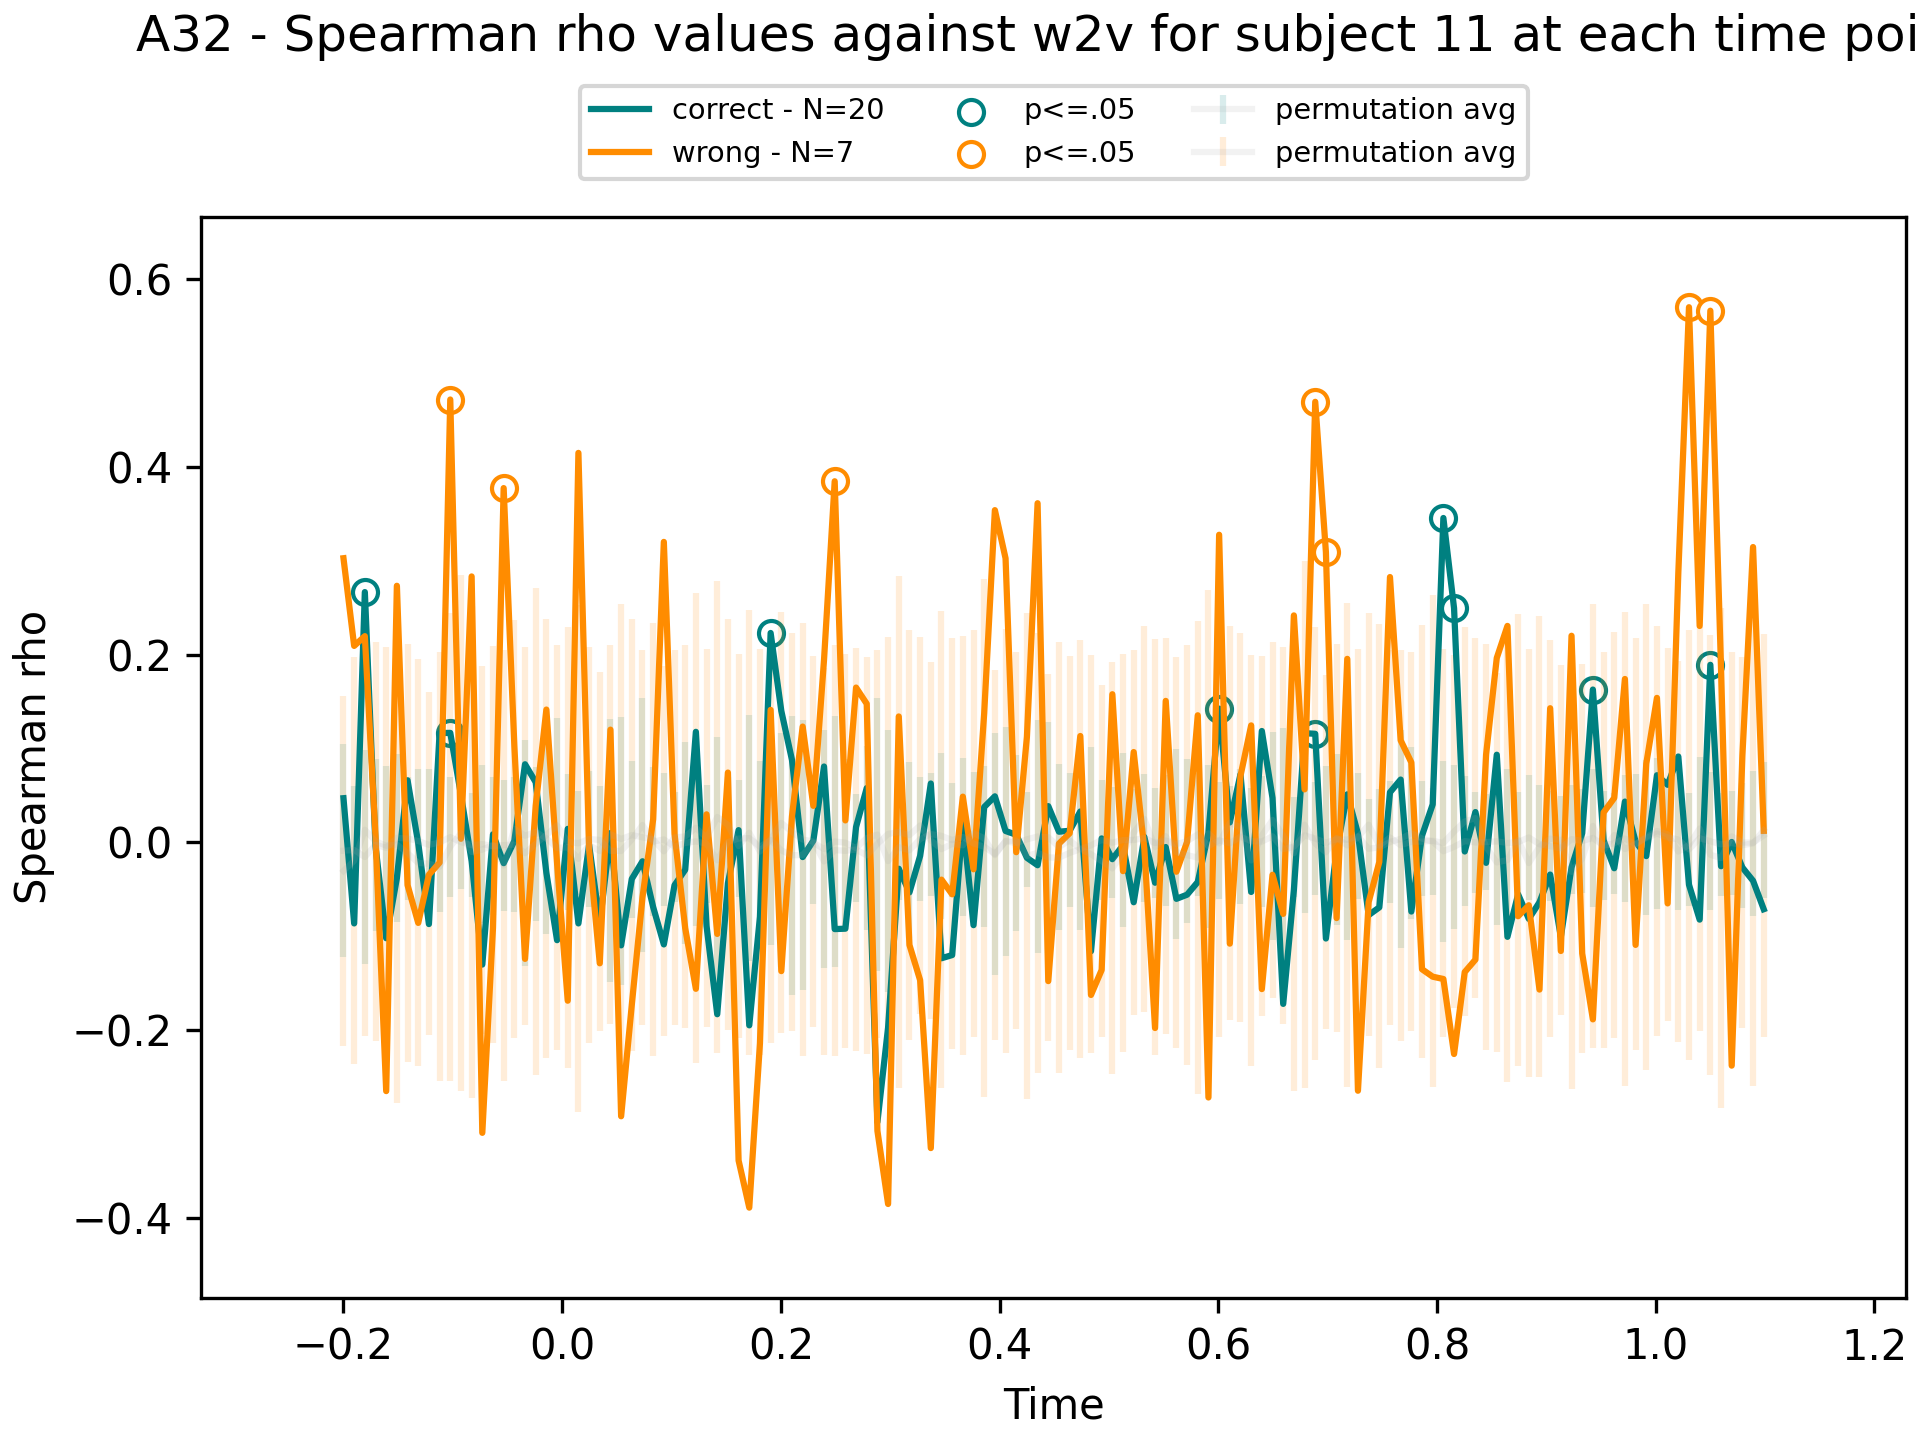 A32 - Spearman rho values against w2v for subject 11 at each time poi
correct - N=20 p<=.05 permutation avg
wrong - N=7 p<=.05 permutation avg
0.6
0.4
0.2
0.0
−0.2
−0.4
Spearman rho
−0.2 0.0 0.2 0.4 0.6 0.8 1.0 1.2
Time